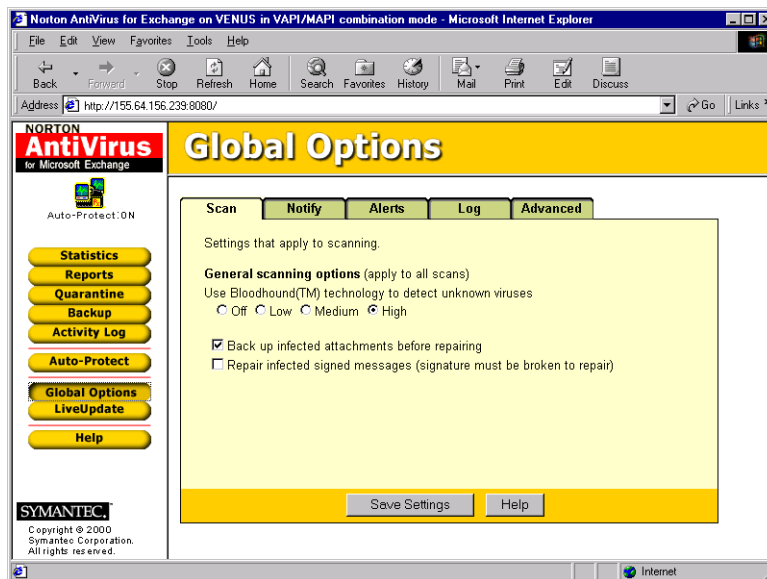 Norton AntiVirus for Exchange on VENUS in VAPI/MAPI combination mode - Microsoft Internet Explorer
File Edit View Favorites Tools Help
Back Forward Stop Refresh Home Search Favorites History Mail Print Edit Discuss
Address http://155.64.156.239:8080/ Go Links
NORTON
AntiVirus
for Microsoft Exchange
Global Options
Auto-Protect:ON
Scan Notify Alerts Log Advanced
Statistics
Reports
Quarantine
Backup
Activity Log
Auto-Protect
Global Options
LiveUpdate
Help
Settings that apply to scanning.
General scanning options (apply to all scans)
Use Bloodhound(TM) technology to detect unknown viruses
Off Low Medium High
Back up infected attachments before repairing
Repair infected signed messages (signature must be broken to repair)
Save Settings Help
SYMANTEC.
Copyright © 2000
Symantec Corporation.
All rights reserved.
Internet